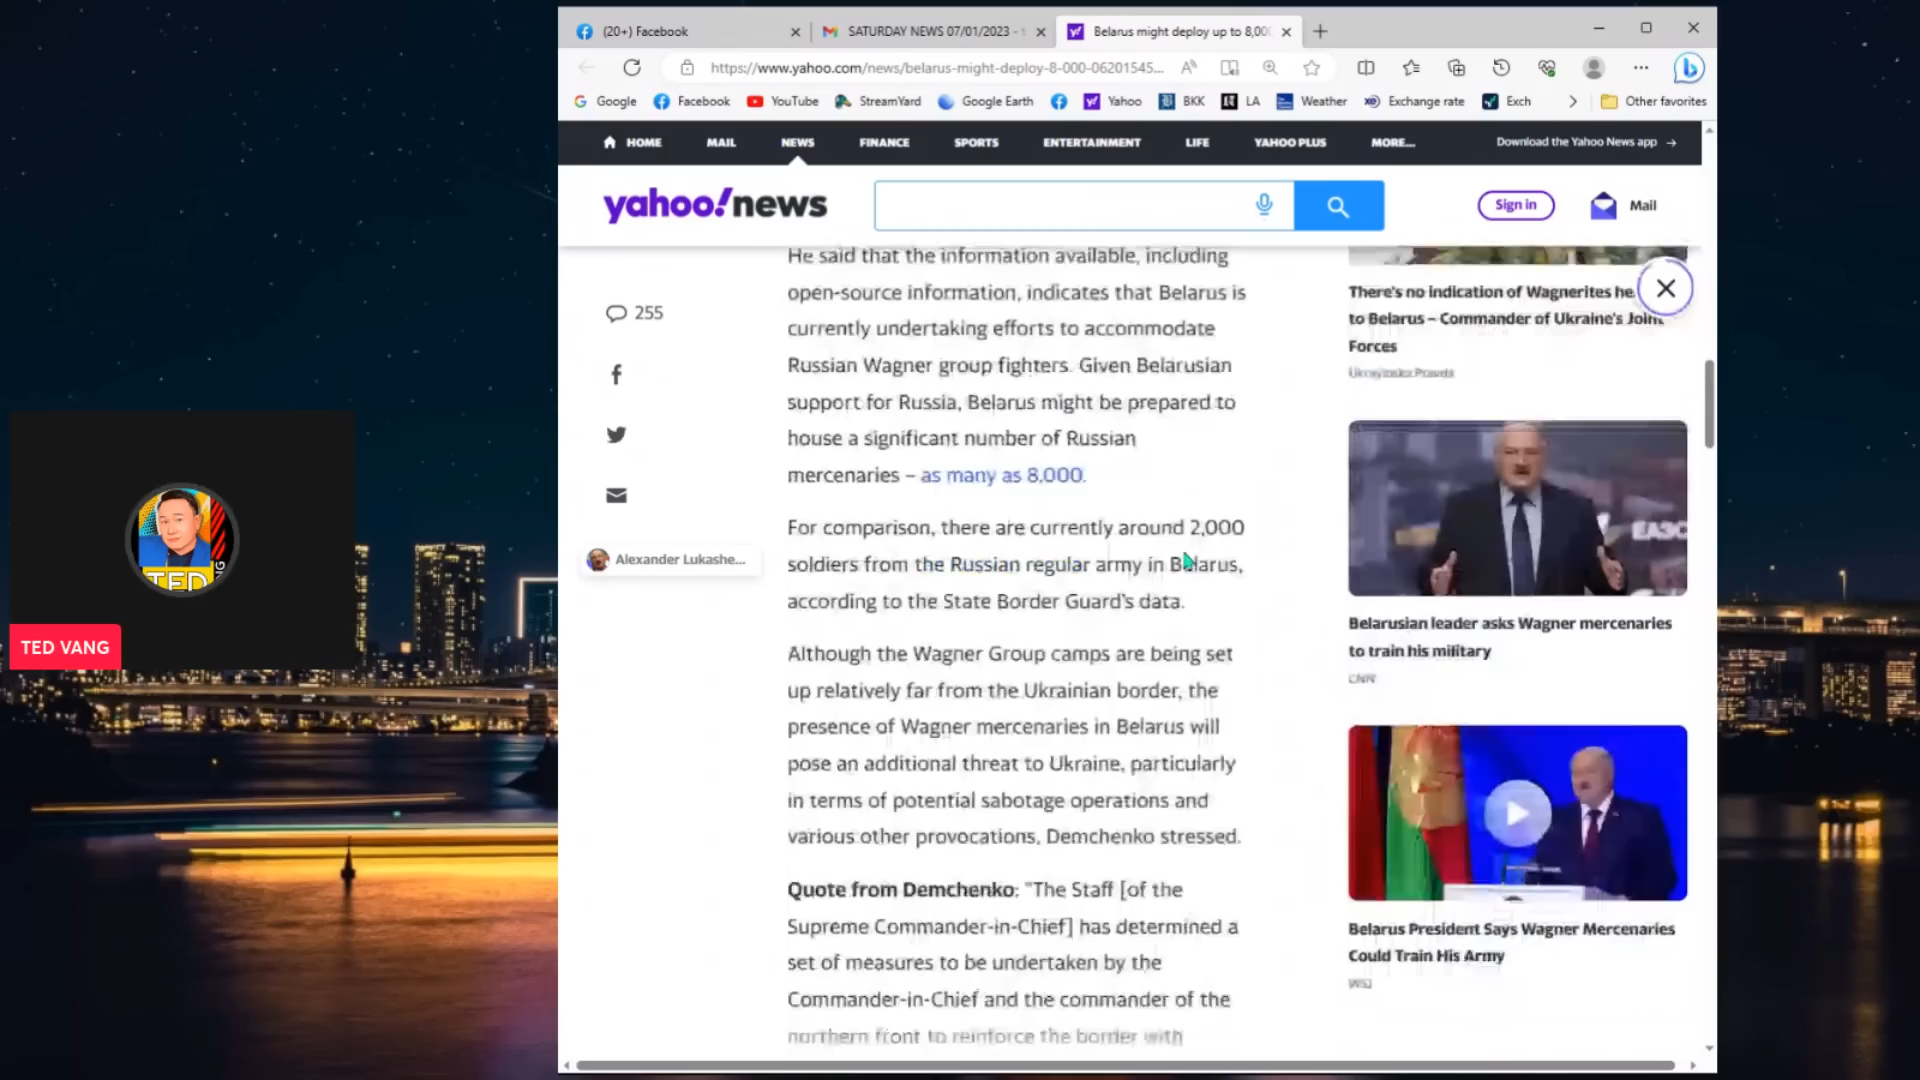 (20+) Facebook
SATURDAY NEWS 07/01/2023 -
Belarus might deploy up to 8,00
https://www.yahoo.com/news/belarus-might-deploy-8-000-06201545...
Google
Facebook
YouTube
StreamYard
Google Earth
Yahoo
BKK
LA
Weather
Exchange rate
Exch
Other favorites
HOME
MAIL
NEWS
FINANCE
SPORTS
ENTERTAINMENT
LIFE
YAHOO PLUS
MORE...
Download the Yahoo News app →
yahoo!news
Sign in
Mail
255
Alexander Lukashe...
He said that the information available, including
open-source information, indicates that Belarus is
currently undertaking efforts to accommodate
Russian Wagner group fighters. Given Belarusian
support for Russia, Belarus might be prepared to
house a significant number of Russian
mercenaries – as many as 8,000.
For comparison, there are currently around 2,000
soldiers from the Russian regular army in Belarus,
according to the State Border Guard's data.
Although the Wagner Group camps are being set
up relatively far from the Ukrainian border, the
presence of Wagner mercenaries in Belarus will
pose an additional threat to Ukraine, particularly
in terms of potential sabotage operations and
various other provocations, Demchenko stressed.
Quote from Demchenko: "The Staff [of the
Supreme Commander-in-Chief] has determined a
set of measures to be undertaken by the
Commander-in-Chief and the commander of the
northern front to reinforce the border with
There's no indication of Wagnerites he
to Belarus – Commander of Ukraine's Joint
Forces
Ukrayinska Pravda
ЕАЭС
Belarusian leader asks Wagner mercenaries
to train his military
CNN
Belarus President Says Wagner Mercenaries
Could Train His Army
WSJ
TED
TED VANG